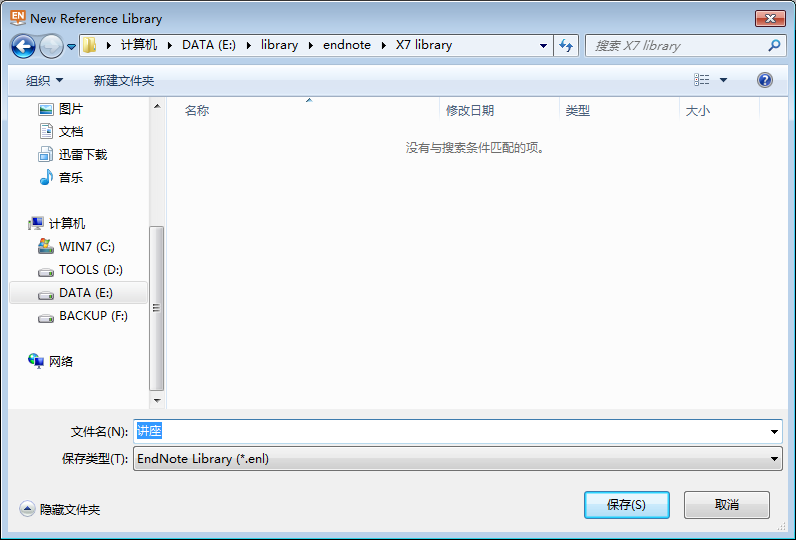 New Reference Library
计算机 DATA (E:) library endnote X7 library
搜索 X7 library
组织 新建文件夹
名称 修改日期 类型 大小
没有与搜索条件匹配的项。
图片
文档
迅雷下载
音乐
计算机
WIN7 (C:)
TOOLS (D:)
DATA (E:)
BACKUP (F:)
网络
文件名(N): 讲座
保存类型(T): EndNote Library (*.enl)
隐藏文件夹
保存(S) 取消